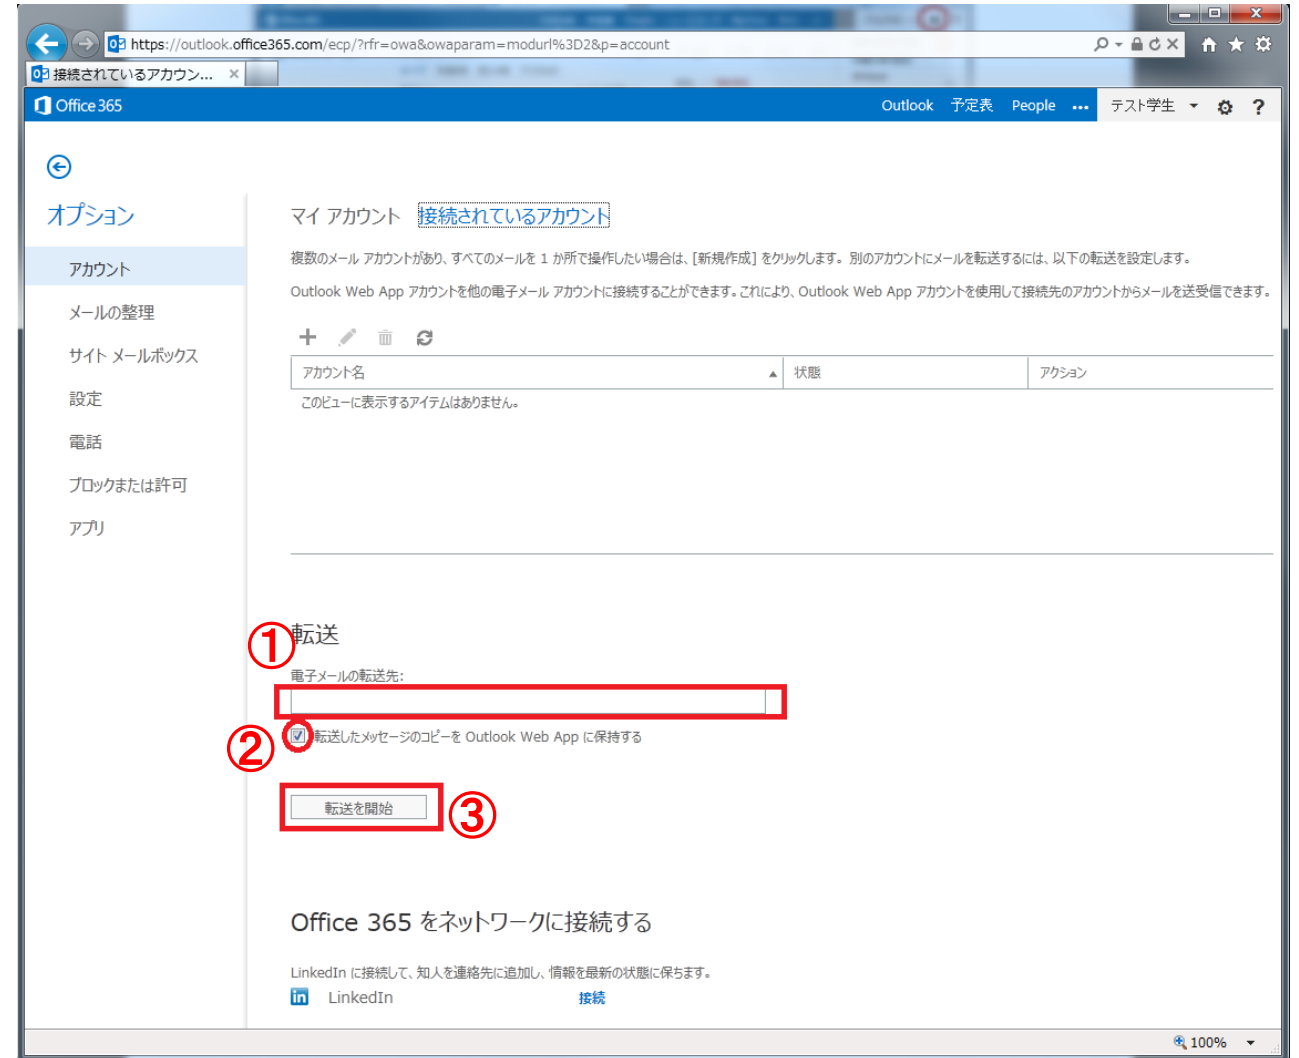 https://outlook.office365.com/ecp/?rfr=owa&owaparam=modurl%3D2&p=account
接続されているアカウン...
Office 365
Outlook 予定表 People ••• テスト学生 ?
オプション
アカウント
メールの整理
サイト メールボックス
設定
電話
ブロックまたは許可
アプリ
マイ アカウント 接続されているアカウント
複数のメール アカウントがあり、すべてのメールを 1 か所で操作したい場合は、[新規作成] をクリックします。別のアカウントにメールを転送するには、以下の転送を設定します。
Outlook Web App アカウントを他の電子メール アカウントに接続することができます。これにより、Outlook Web App アカウントを使用して接続先のアカウントからメールを送受信できます。
アカウント名 状態 アクション
このビューに表示するアイテムはありません。
① 転送
電子メールの転送先:
② 転送したメッセージのコピーを Outlook Web App に保持する
転送を開始 ③
Office 365 をネットワークに接続する
LinkedIn に接続して、知人を連絡先に追加し、情報を最新の状態に保ちます。
in LinkedIn 接続
100%